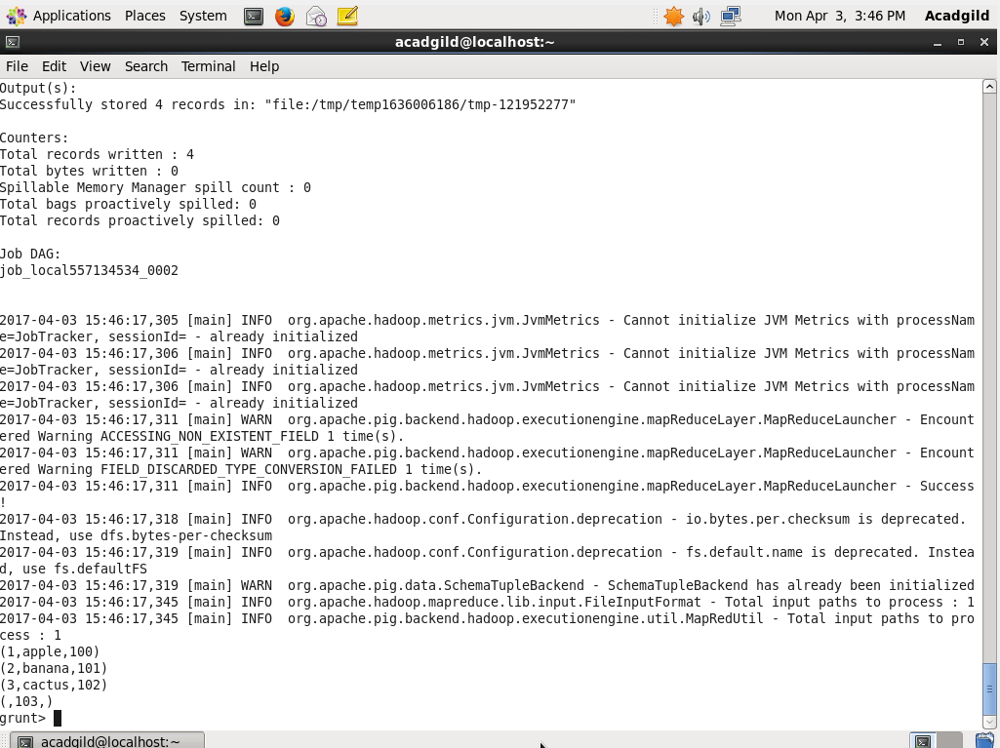 Applications Places System Mon Apr 3, 3:46 PM Acadgild
acadgild@localhost:~
File Edit View Search Terminal Help
Output(s):
Successfully stored 4 records in: "file:/tmp/temp1636006186/tmp-121952277"
Counters:
Total records written : 4
Total bytes written : 0
Spillable Memory Manager spill count : 0
Total bags proactively spilled: 0
Total records proactively spilled: 0
Job DAG:
job_local557134534_0002
2017-04-03 15:46:17,305 [main] INFO  org.apache.hadoop.metrics.jvm.JvmMetrics - Cannot initialize JVM Metrics with processNam
e=JobTracker, sessionId= - already initialized
2017-04-03 15:46:17,306 [main] INFO  org.apache.hadoop.metrics.jvm.JvmMetrics - Cannot initialize JVM Metrics with processNam
e=JobTracker, sessionId= - already initialized
2017-04-03 15:46:17,306 [main] INFO  org.apache.hadoop.metrics.jvm.JvmMetrics - Cannot initialize JVM Metrics with processNam
e=JobTracker, sessionId= - already initialized
2017-04-03 15:46:17,311 [main] WARN  org.apache.pig.backend.hadoop.executionengine.mapReduceLayer.MapReduceLauncher - Encount
ered Warning ACCESSING_NON_EXISTENT_FIELD 1 time(s).
2017-04-03 15:46:17,311 [main] WARN  org.apache.pig.backend.hadoop.executionengine.mapReduceLayer.MapReduceLauncher - Encount
ered Warning FIELD_DISCARDED_TYPE_CONVERSION_FAILED 1 time(s).
2017-04-03 15:46:17,311 [main] INFO  org.apache.pig.backend.hadoop.executionengine.mapReduceLayer.MapReduceLauncher - Success
!
2017-04-03 15:46:17,318 [main] INFO  org.apache.hadoop.conf.Configuration.deprecation - io.bytes.per.checksum is deprecated.
Instead, use dfs.bytes-per-checksum
2017-04-03 15:46:17,319 [main] INFO  org.apache.hadoop.conf.Configuration.deprecation - fs.default.name is deprecated. Instea
d, use fs.defaultFS
2017-04-03 15:46:17,319 [main] WARN  org.apache.pig.data.SchemaTupleBackend - SchemaTupleBackend has already been initialized
2017-04-03 15:46:17,345 [main] INFO  org.apache.hadoop.mapreduce.lib.input.FileInputFormat - Total input paths to process : 1
2017-04-03 15:46:17,345 [main] INFO  org.apache.pig.backend.hadoop.executionengine.util.MapRedUtil - Total input paths to pro
cess : 1
(1,apple,100)
(2,banana,101)
(3,cactus,102)
(,103,)
grunt>
acadgild@localhost:~